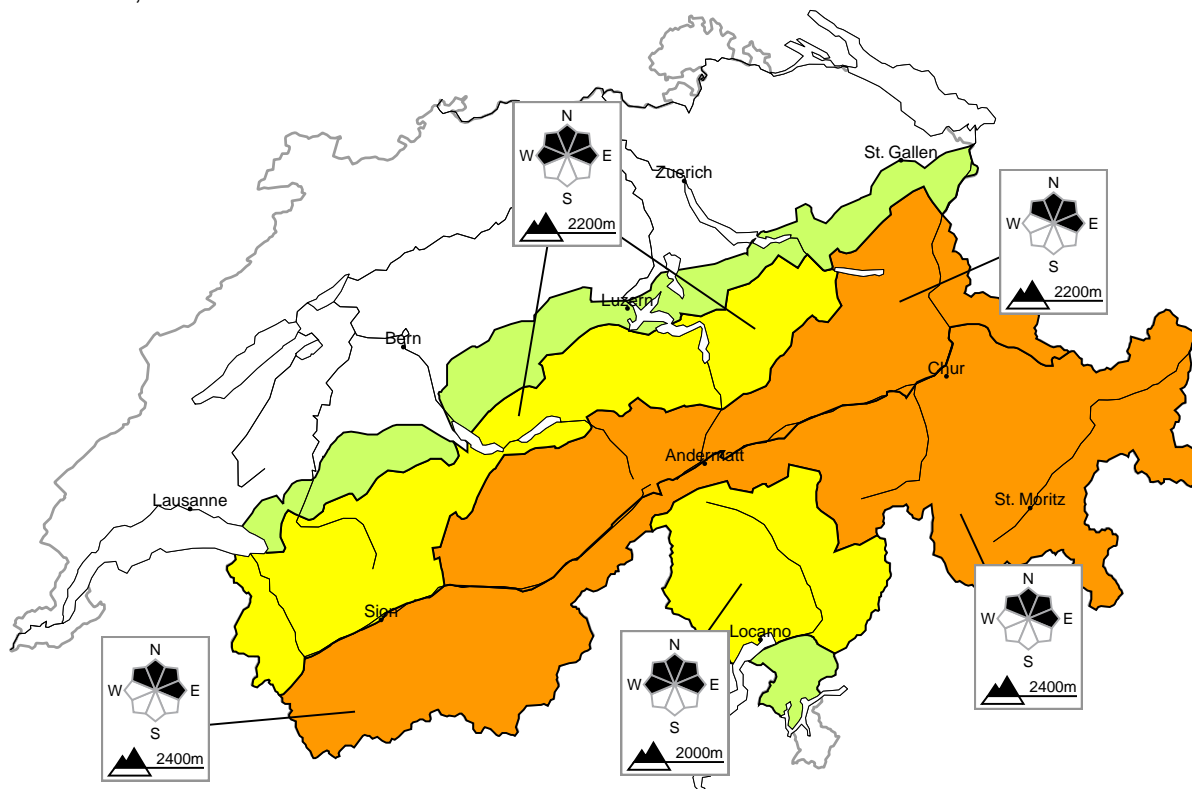 N
W E
S
2200m
St. Gallen
Zuerich
N
W E
S
2200m
Luzern
Bern
Chur
Andermatt
Lausanne
St. Moritz
N
W E
S
2400m
Sion
Locarno
N
W E
S
2400m
N
W E
S
2000m